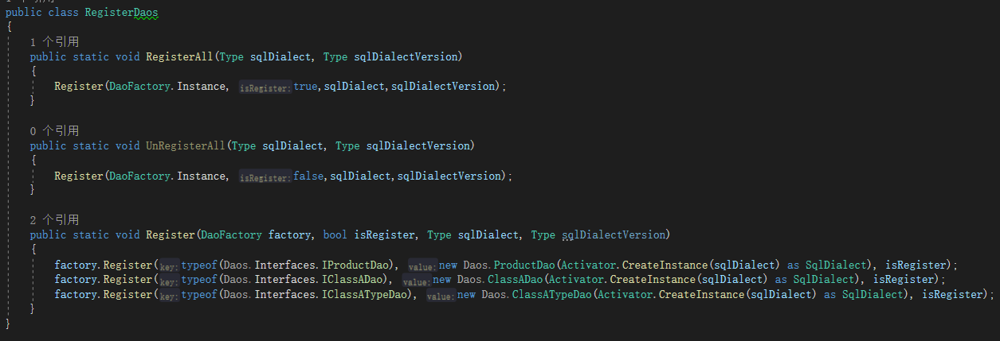 public class RegisterDaos
{
1 个引用
public static void RegisterAll(Type sqlDialect, Type sqlDialectVersion)
{
Register(DaoFactory.Instance, isRegister:true,sqlDialect,sqlDialectVersion);
}
0 个引用
public static void UnRegisterAll(Type sqlDialect, Type sqlDialectVersion)
{
Register(DaoFactory.Instance, isRegister:false,sqlDialect,sqlDialectVersion);
}
2 个引用
public static void Register(DaoFactory factory, bool isRegister, Type sqlDialect, Type sqlDialectVersion)
{
factory.Register(key:typeof(Daos.Interfaces.IProductDao), value:new Daos.ProductDao(Activator.CreateInstance(sqlDialect) as SqlDialect), isRegister);
factory.Register(key:typeof(Daos.Interfaces.IClassADao), value:new Daos.ClassADao(Activator.CreateInstance(sqlDialect) as SqlDialect), isRegister);
factory.Register(key:typeof(Daos.Interfaces.IClassATypeDao), value:new Daos.ClassATypeDao(Activator.CreateInstance(sqlDialect) as SqlDialect), isRegister);
}
}